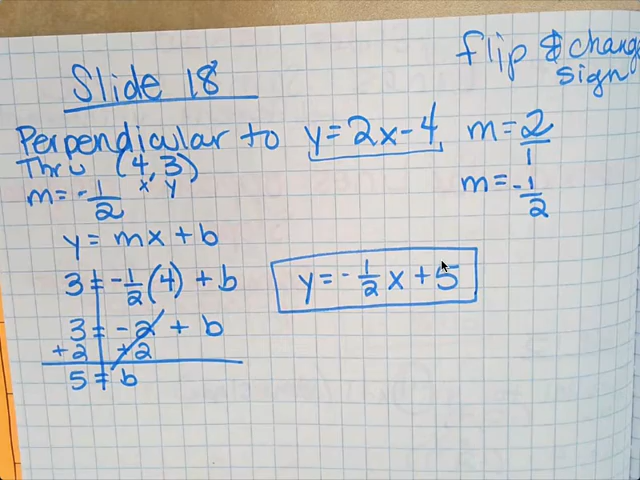 flip & change
sign
Slide 18
Perpendicular to y=2x-4
Thru (4,3)
x y
m=2/1
m=-1/2
m=-1/2
y=mx+b
3=-1/2(4)+b
3=-2+b
+2 +2
5=b
y=-1/2x+5